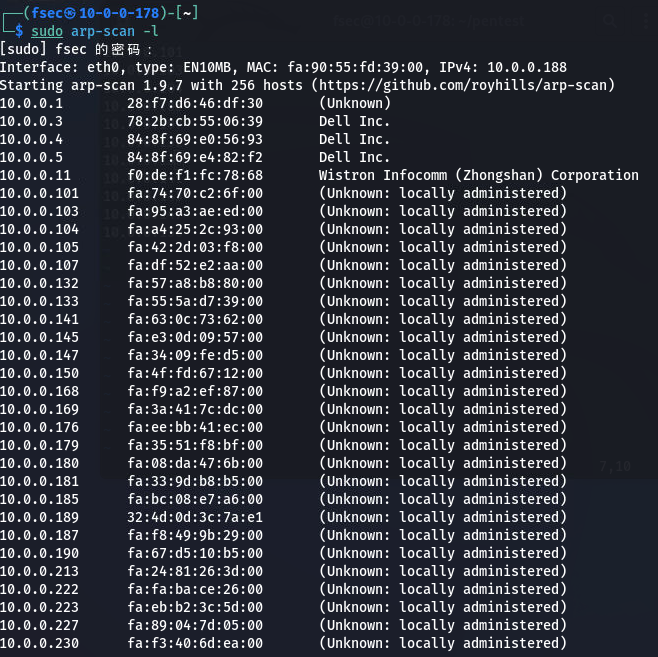 ┌──(fsec㉿10-0-0-178)-[~]
└─$ sudo arp-scan -l
[sudo] fsec 的密码：
Interface: eth0, type: EN10MB, MAC: fa:90:55:fd:39:00, IPv4: 10.0.0.188
Starting arp-scan 1.9.7 with 256 hosts (https://github.com/royhills/arp-scan)
10.0.0.1 28:f7:d6:46:df:30 (Unknown)
10.0.0.3 78:2b:cb:55:06:39 Dell Inc.
10.0.0.4 84:8f:69:e0:56:93 Dell Inc.
10.0.0.5 84:8f:69:e4:82:f2 Dell Inc.
10.0.0.11 f0:de:f1:fc:78:68 Wistron Infocomm (Zhongshan) Corporation
10.0.0.101 fa:74:70:c2:6f:00 (Unknown: locally administered)
10.0.0.103 fa:95:a3:ae:ed:00 (Unknown: locally administered)
10.0.0.104 fa:a4:25:2c:93:00 (Unknown: locally administered)
10.0.0.105 fa:42:2d:03:f8:00 (Unknown: locally administered)
10.0.0.107 fa:df:52:e2:aa:00 (Unknown: locally administered)
10.0.0.132 fa:57:a8:b8:80:00 (Unknown: locally administered)
10.0.0.133 fa:55:5a:d7:39:00 (Unknown: locally administered)
10.0.0.141 fa:63:0c:73:62:00 (Unknown: locally administered)
10.0.0.145 fa:e3:0d:09:57:00 (Unknown: locally administered)
10.0.0.147 fa:34:09:fe:d5:00 (Unknown: locally administered)
10.0.0.150 fa:4f:fd:67:12:00 (Unknown: locally administered)
10.0.0.168 fa:f9:a2:ef:87:00 (Unknown: locally administered)
10.0.0.169 fa:3a:41:7c:dc:00 (Unknown: locally administered)
10.0.0.176 fa:ee:bb:41:ec:00 (Unknown: locally administered)
10.0.0.179 fa:35:51:f8:bf:00 (Unknown: locally administered)
10.0.0.180 fa:08:da:47:6b:00 (Unknown: locally administered)
10.0.0.181 fa:33:9d:b8:b5:00 (Unknown: locally administered)
10.0.0.185 fa:bc:08:e7:a6:00 (Unknown: locally administered)
10.0.0.189 32:4d:0d:3c:7a:e1 (Unknown: locally administered)
10.0.0.187 fa:f8:49:9b:29:00 (Unknown: locally administered)
10.0.0.190 fa:67:d5:10:b5:00 (Unknown: locally administered)
10.0.0.213 fa:24:81:26:3d:00 (Unknown: locally administered)
10.0.0.222 fa:fa:ba:ce:26:00 (Unknown: locally administered)
10.0.0.223 fa:eb:b2:3c:5d:00 (Unknown: locally administered)
10.0.0.227 fa:89:04:7d:05:00 (Unknown: locally administered)
10.0.0.230 fa:f3:40:6d:ea:00 (Unknown: locally administered)